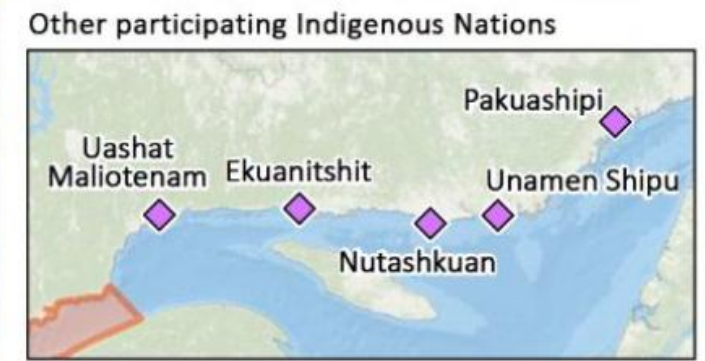 Other participating Indigenous Nations
Pakuashipi
Uashat
Maliotenam
Ekuanitshit
Unamen Shipu
Nutashkuan